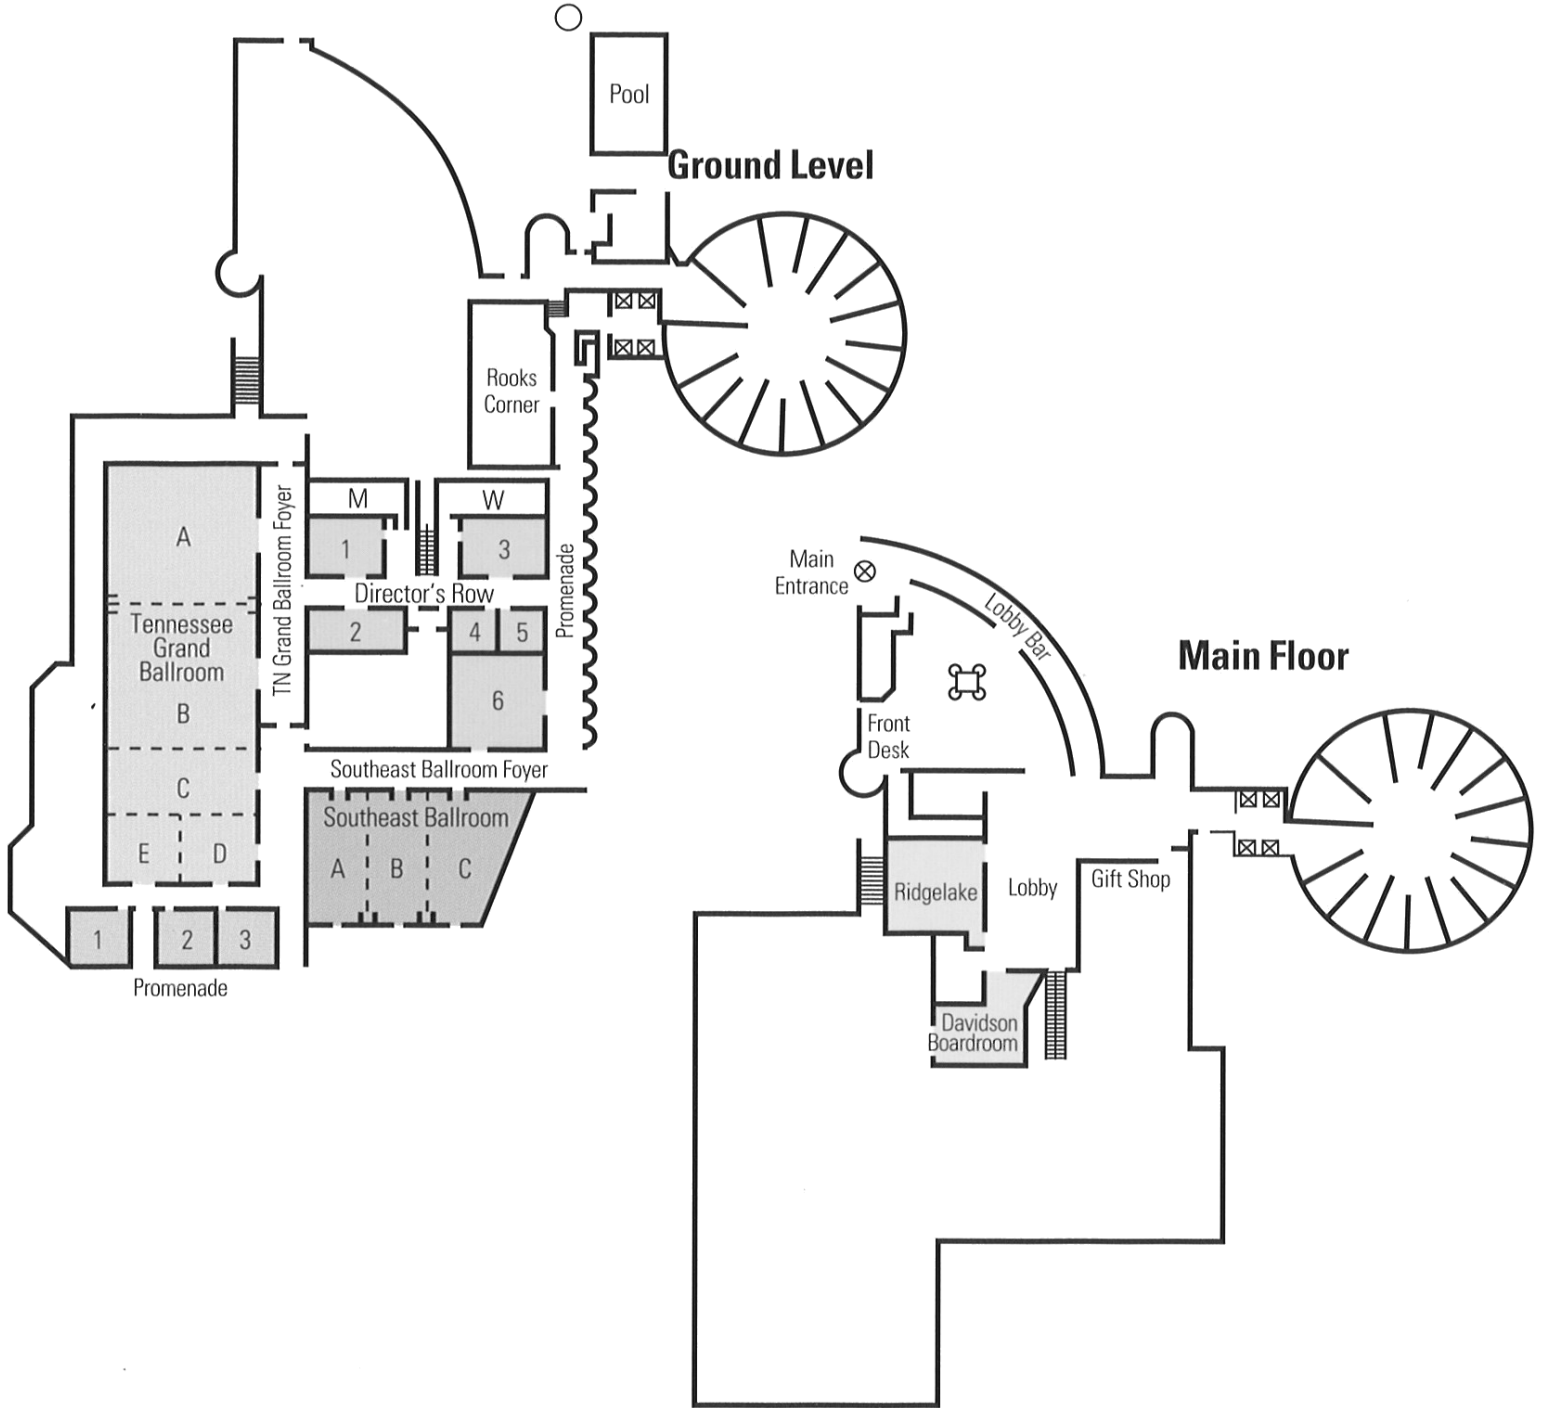 Pool
Ground Level
Rooks
Corner
M
W
A
1
3
TN Grand Ballroom Foyer
Director's Row
Promenade
Tennessee
Grand
Ballroom
2
4
5
B
6
C
Southeast Ballroom Foyer
Southeast Ballroom
E
D
A
B
C
1
2
3
Promenade
Main
Entrance
Lobby Bar
Main Floor
Front
Desk
Ridgelake
Lobby
Gift Shop
Davidson
Boardroom